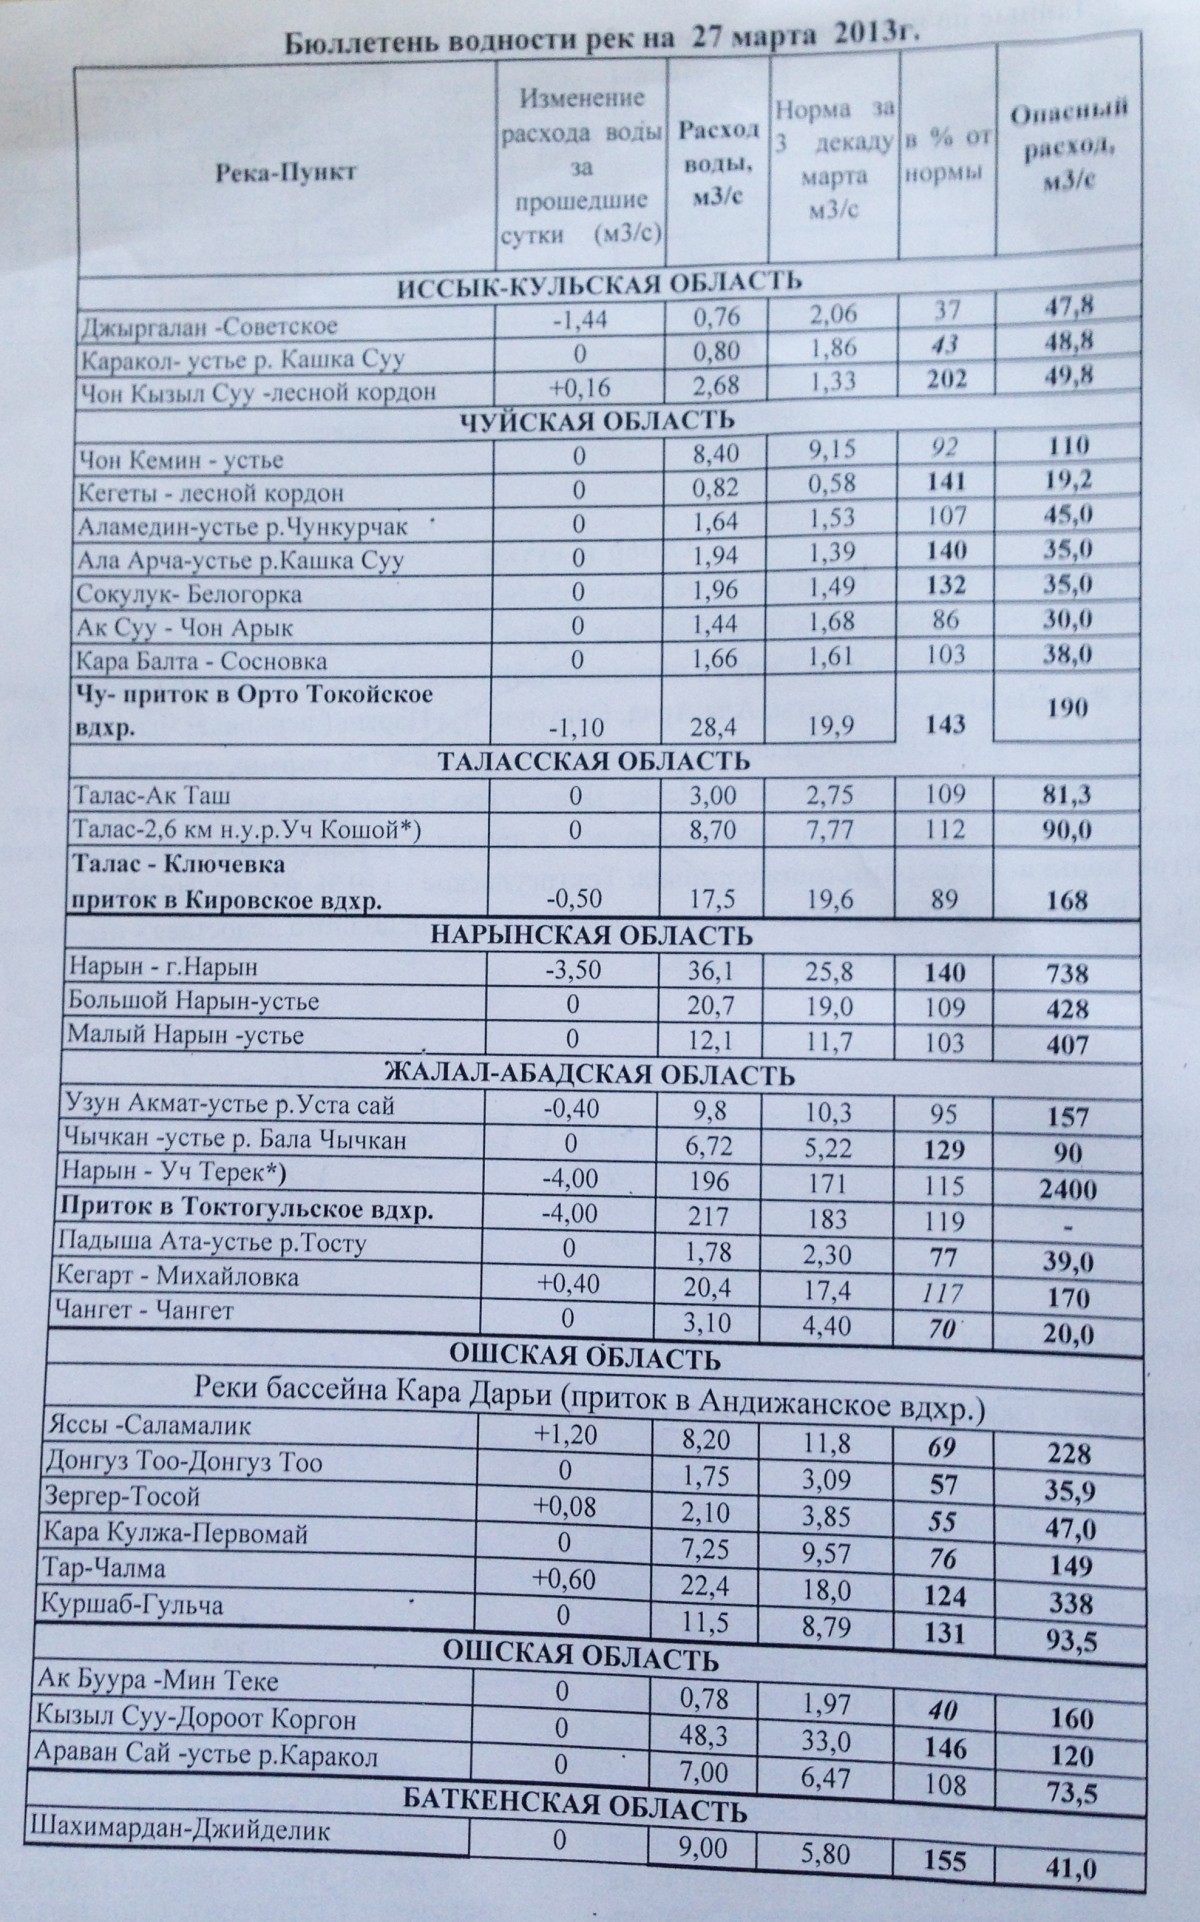 Бюллетень водности рек на 27 марта 2013г.
Река-Пункт | Изменение расхода воды за прошедшие сутки (м3/с) | Расход воды, м3/с | Норма за 3 декаду марта м3/с | в % от нормы | Опасный расход, м3/с
ИССЫК-КУЛЬСКАЯ ОБЛАСТЬ
Джыргалан -Советское | -1,44 | 0,76 | 2,06 | 37 | 47,8
Каракол- устье р. Кашка Суу | 0 | 0,80 | 1,86 | 43 | 48,8
Чон Кызыл Суу -лесной кордон | +0,16 | 2,68 | 1,33 | 202 | 49,8
ЧУЙСКАЯ ОБЛАСТЬ
Чон Кемин - устье | 0 | 8,40 | 9,15 | 92 | 110
Кегеты - лесной кордон | 0 | 0,82 | 0,58 | 141 | 19,2
Аламедин-устье р.Чункурчак | 0 | 1,64 | 1,53 | 107 | 45,0
Ала Арча-устье р.Кашка Суу | 0 | 1,94 | 1,39 | 140 | 35,0
Сокулук- Белогорка | 0 | 1,96 | 1,49 | 132 | 35,0
Ак Суу - Чон Арык | 0 | 1,44 | 1,68 | 86 | 30,0
Кара Балта - Сосновка | 0 | 1,66 | 1,61 | 103 | 38,0
Чу- приток в Орто Токойское
вдхр. | -1,10 | 28,4 | 19,9 | 143 | 190
ТАЛАССКАЯ ОБЛАСТЬ
Талас-Ак Таш | 0 | 3,00 | 2,75 | 109 | 81,3
Талас-2,6 км н.у.р.Уч Кошой*) | 0 | 8,70 | 7,77 | 112 | 90,0
Талас - Ключевка
приток в Кировское вдхр. | -0,50 | 17,5 | 19,6 | 89 | 168
НАРЫНСКАЯ ОБЛАСТЬ
Нарын - г.Нарын | -3,50 | 36,1 | 25,8 | 140 | 738
Большой Нарын-устье | 0 | 20,7 | 19,0 | 109 | 428
Малый Нарын -устье | 0 | 12,1 | 11,7 | 103 | 407
ЖАЛАЛ-АБАДСКАЯ ОБЛАСТЬ
Узун Акмат-устье р.Уста сай | -0,40 | 9,8 | 10,3 | 95 | 157
Чычкан -устье р. Бала Чычкан | 0 | 6,72 | 5,22 | 129 | 90
Нарын - Уч Терек*) | -4,00 | 196 | 171 | 115 | 2400
Приток в Токтогульское вдхр. | -4,00 | 217 | 183 | 119 | -
Падыша Ата-устье р.Тосту | 0 | 1,78 | 2,30 | 77 | 39,0
Кегарт - Михайловка | +0,40 | 20,4 | 17,4 | 117 | 170
Чангет - Чангет | 0 | 3,10 | 4,40 | 70 | 20,0
ОШСКАЯ ОБЛАСТЬ
Реки бассейна Кара Дарьи (приток в Андижанское вдхр.)
Яссы -Саламалик | +1,20 | 8,20 | 11,8 | 69 | 228
Донгуз Тоо-Донгуз Тоо | 0 | 1,75 | 3,09 | 57 | 35,9
Зергер-Тосой | +0,08 | 2,10 | 3,85 | 55 | 47,0
Кара Кулжа-Первомай | 0 | 7,25 | 9,57 | 76 | 149
Тар-Чалма | +0,60 | 22,4 | 18,0 | 124 | 338
Куршаб-Гульча | 0 | 11,5 | 8,79 | 131 | 93,5
ОШСКАЯ ОБЛАСТЬ
Ак Буура -Мин Теке | 0 | 0,78 | 1,97 | 40 | 160
Кызыл Суу-Дороот Коргон | 0 | 48,3 | 33,0 | 146 | 120
Араван Сай -устье р.Каракол | 0 | 7,00 | 6,47 | 108 | 73,5
БАТКЕНСКАЯ ОБЛАСТЬ
Шахимардан-Джийделик | 0 | 9,00 | 5,80 | 155 | 41,0